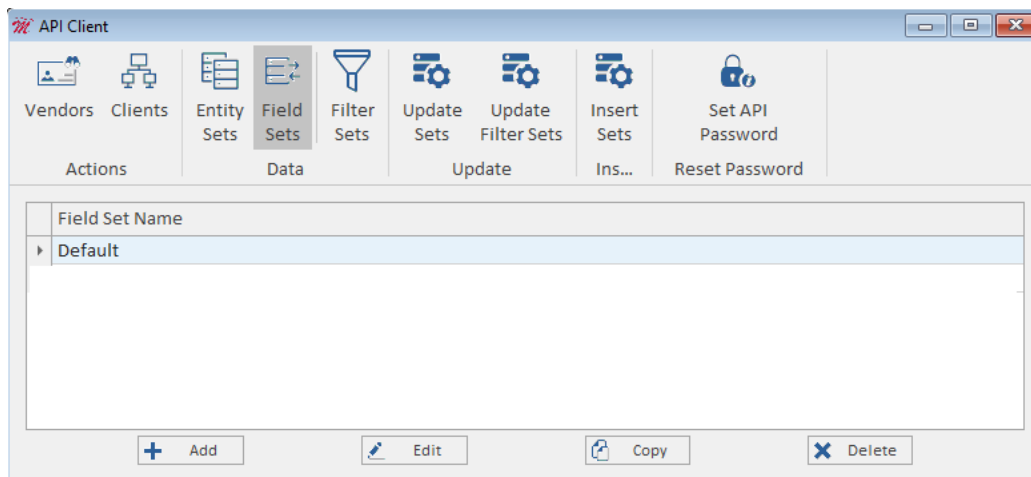 API Client
Vendors Clients Entity Field Filter Update Update Insert Set API
Sets Sets Sets Sets Filter Sets Sets Password
Actions Data Update Ins... Reset Password
Field Set Name
Default
Add Edit Copy Delete